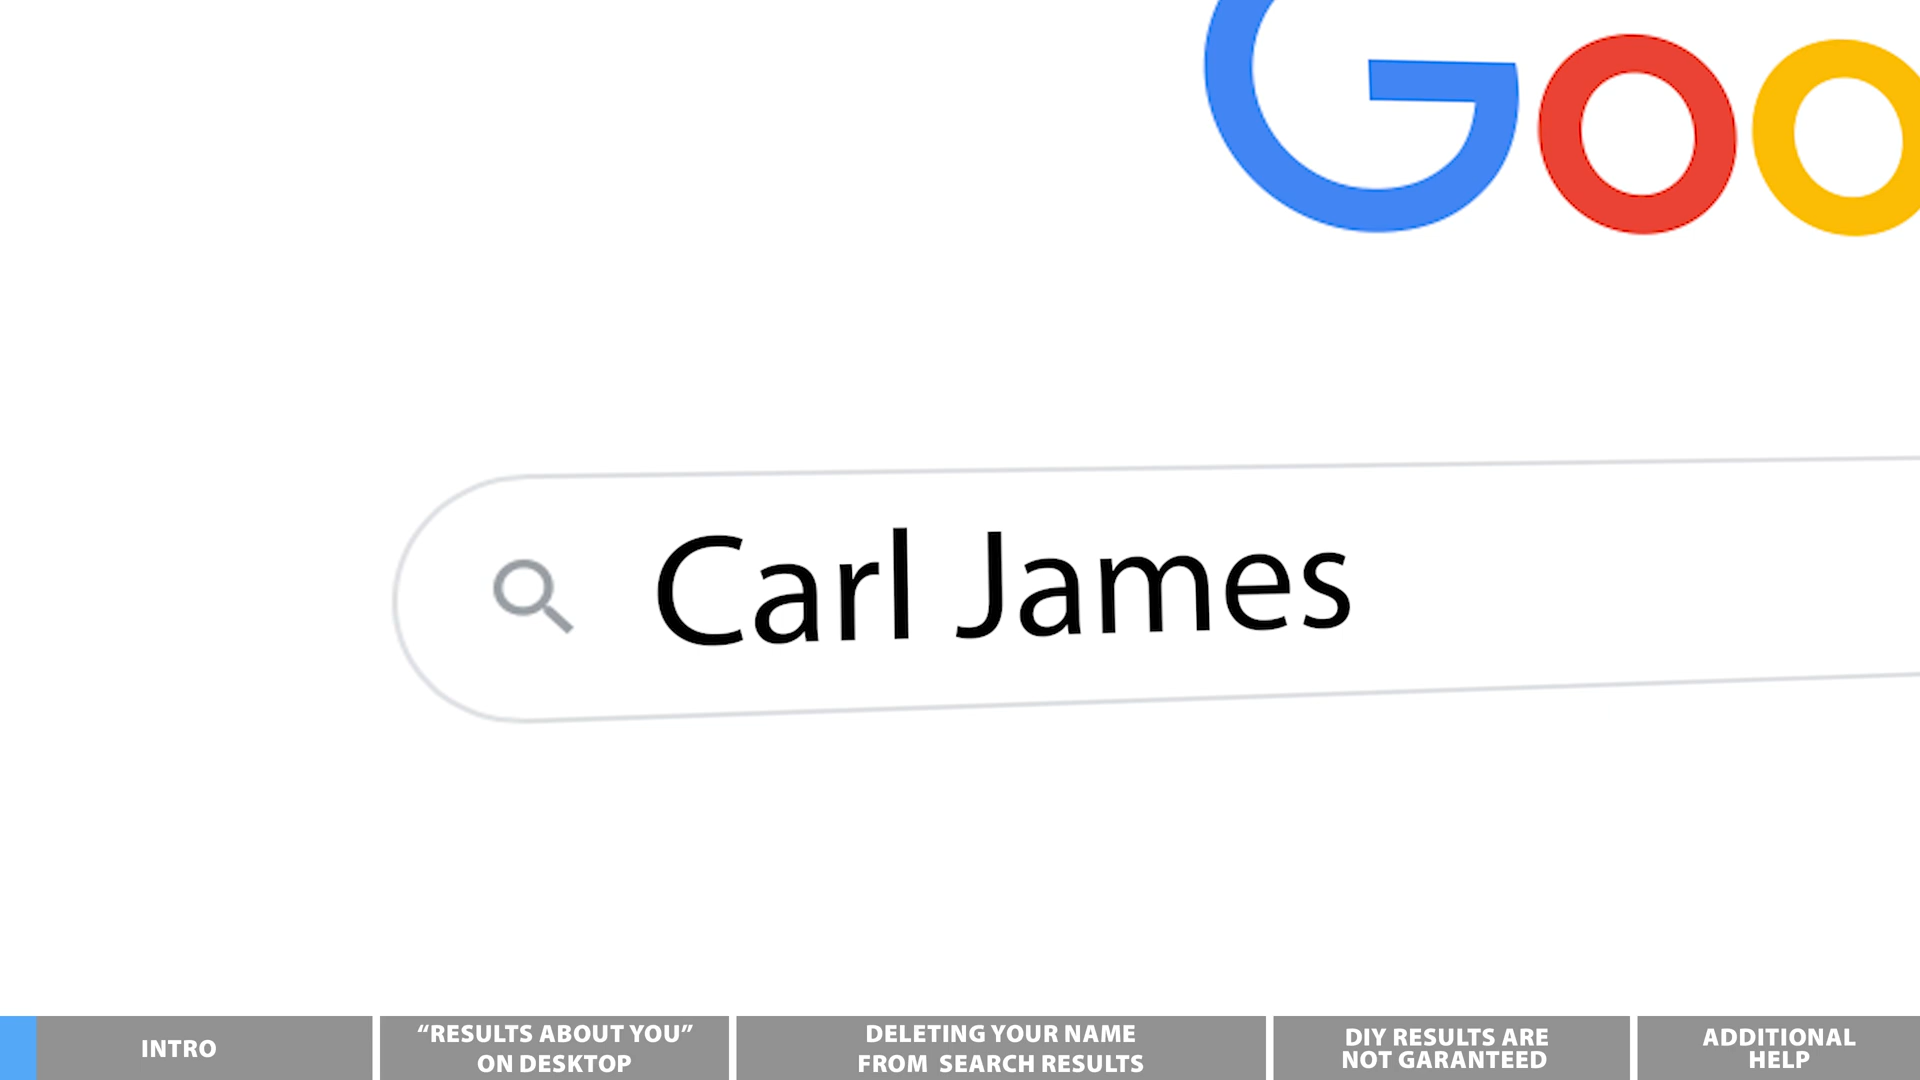 Goo
Carl James
INTRO
“RESULTS ABOUT YOU”
ON DESKTOP
DELETING YOUR NAME
FROM SEARCH RESULTS
DIY RESULTS ARE
NOT GARANTEED
ADDITIONAL
HELP